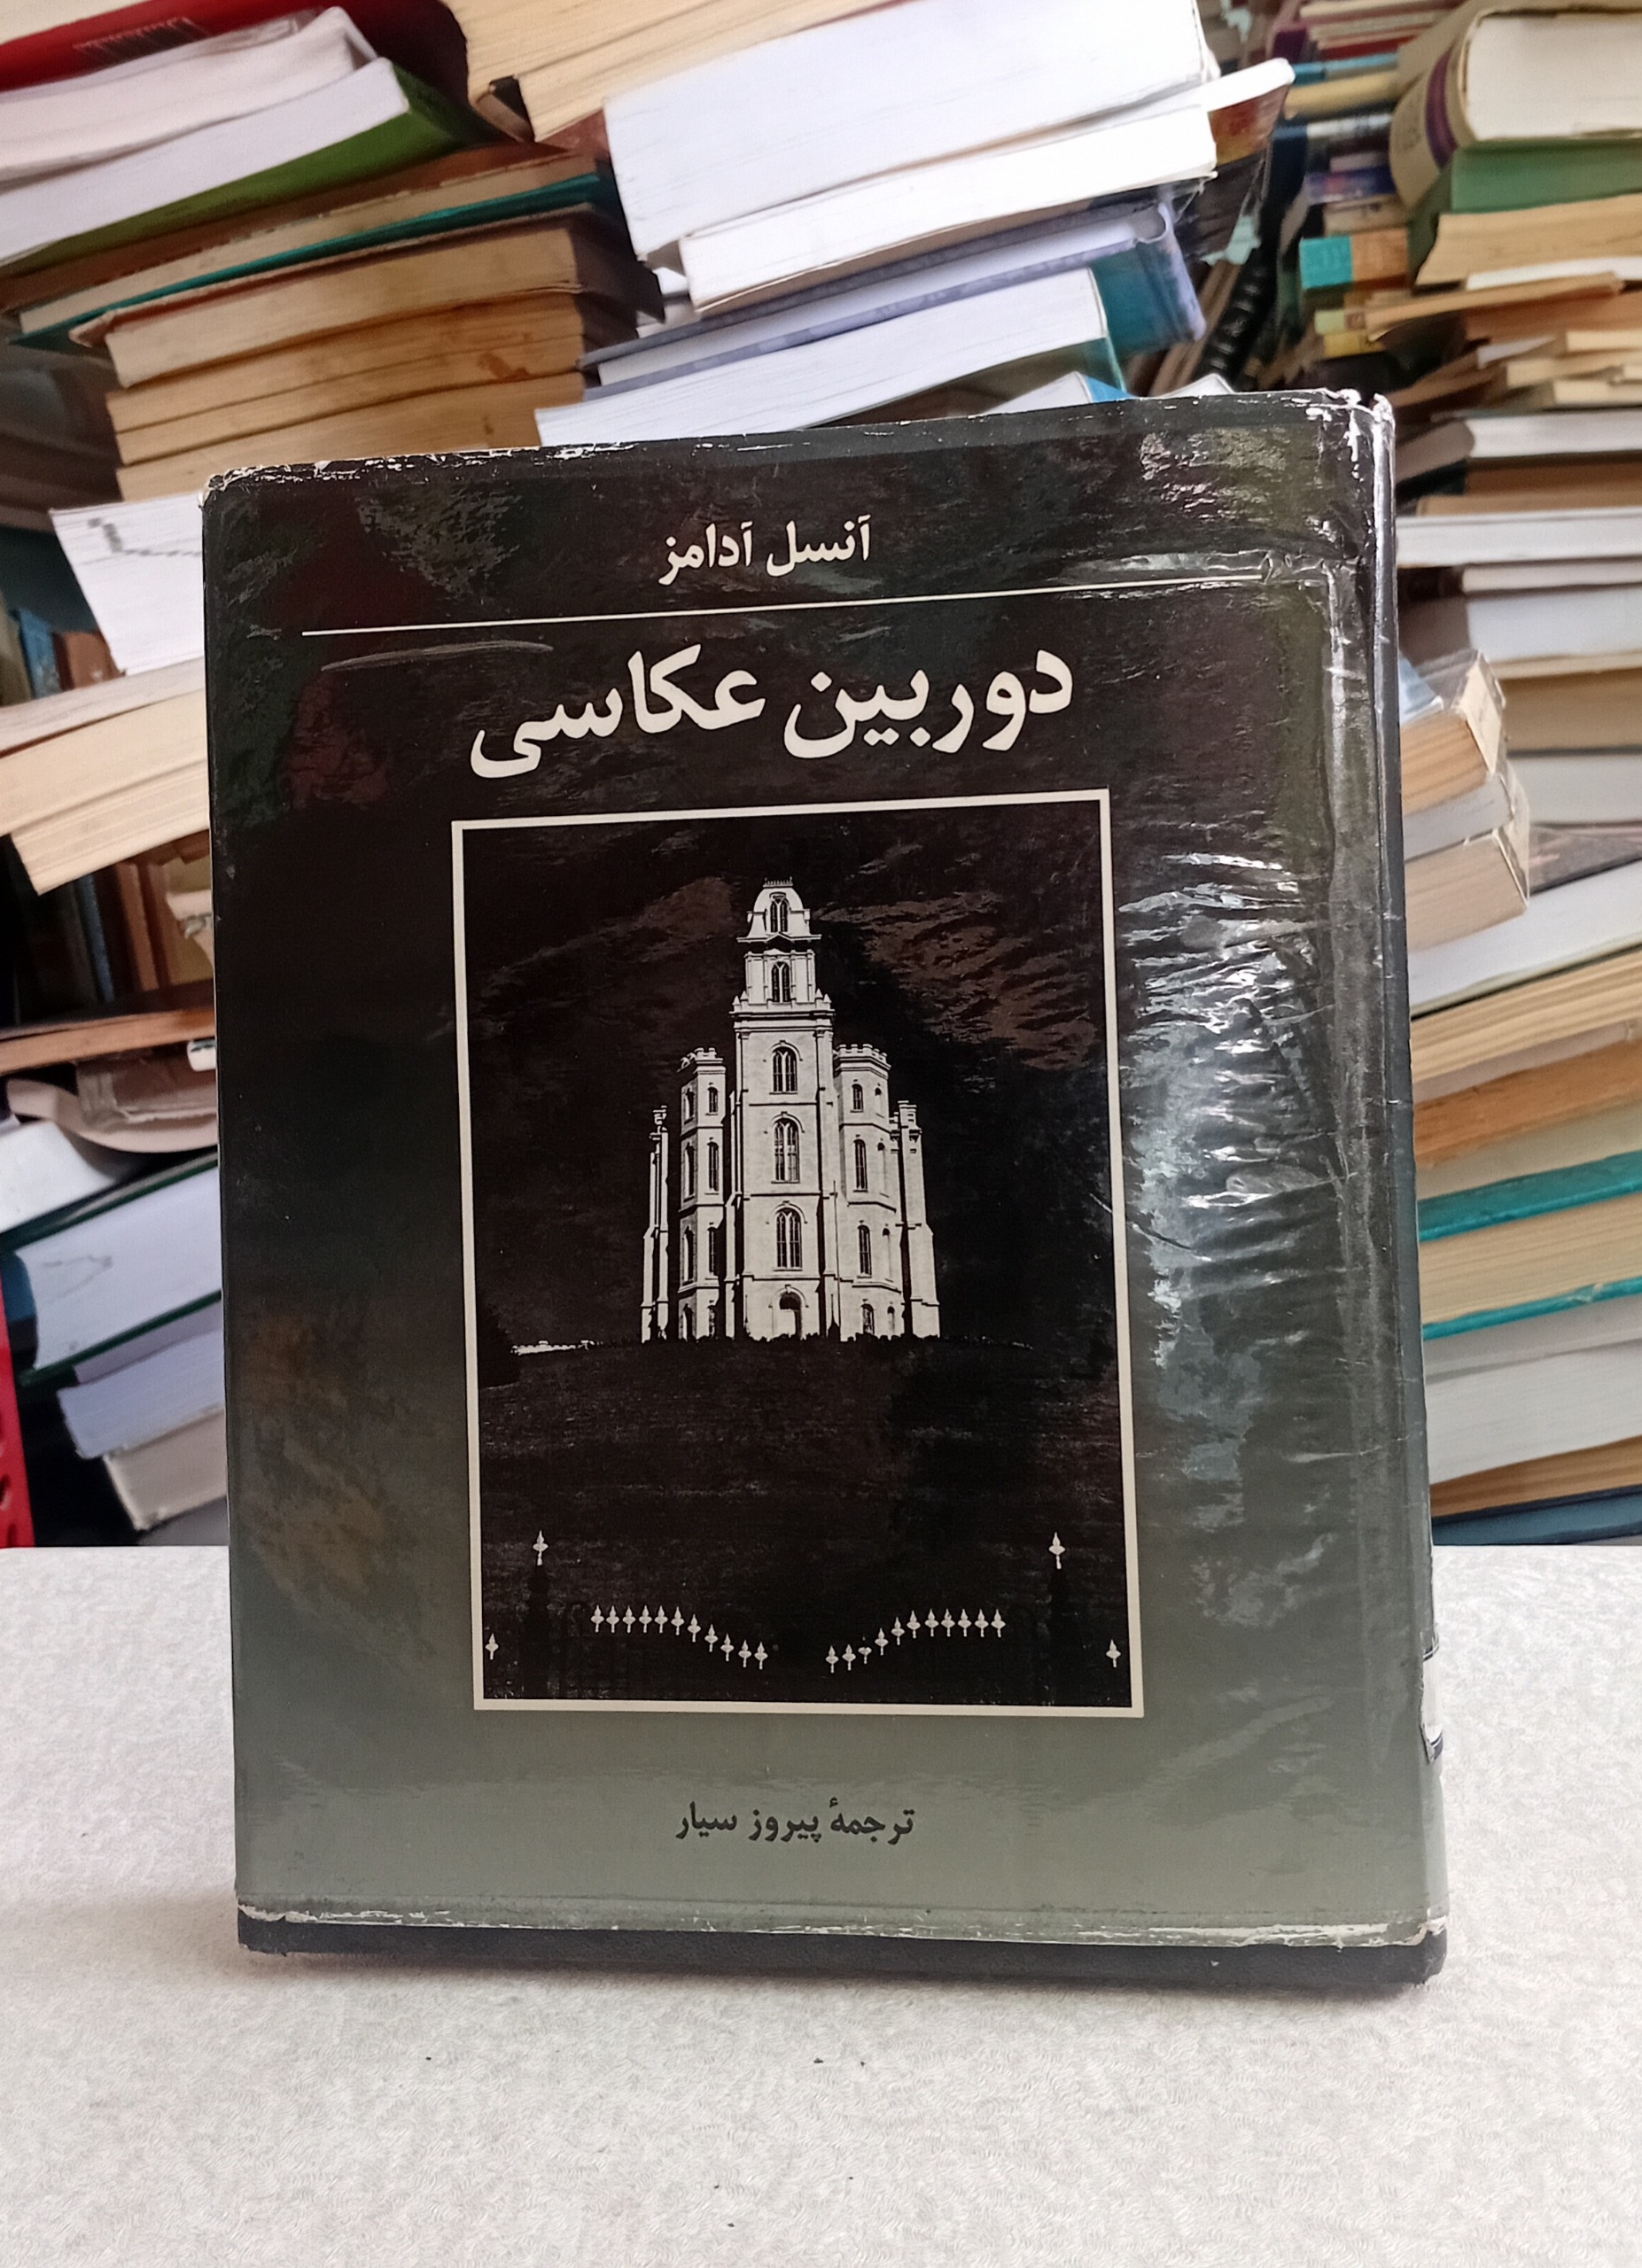 آنسل آدامز
دوربین عکاسی
ترجمهٔ پیروز سیار